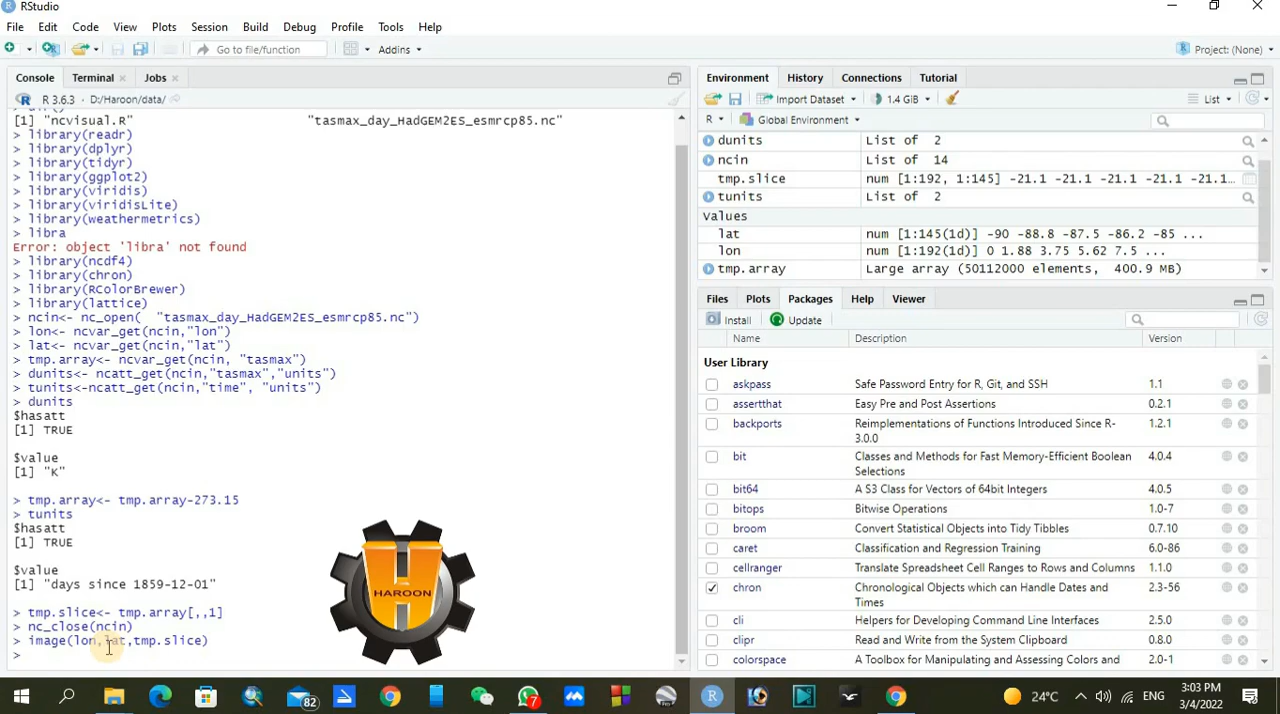 RStudio
File Edit Code View Plots Session Build Debug Profile Tools Help
Go to file/function Addins Project: (None)
Console Terminal Jobs
R 3.6.3 · D:/Haroon/data/
[1] "ncvisual.R" "tasmax_day_HadGEM2ES_esmrcp85.nc"
> library(readr)
> library(dplyr)
> library(tidyr)
> library(ggplot2)
> library(viridis)
> library(viridisLite)
> library(weathermetrics)
> libra
Error: object 'libra' not found
> library(ncdf4)
> library(chron)
> library(RColorBrewer)
> library(lattice)
> ncin<- nc_open(  "tasmax_day_HadGEM2ES_esmrcp85.nc")
> lon<- ncvar_get(ncin,"lon")
> lat<- ncvar_get(ncin,"lat")
> tmp.array<- ncvar_get(ncin, "tasmax")
> dunits<- ncatt_get(ncin,"tasmax","units")
> tunits<-ncatt_get(ncin,"time", "units")
> dunits
$hasatt
[1] TRUE
$value
[1] "K"
> tmp.array<- tmp.array-273.15
> tunits
$hasatt
[1] TRUE
$value
[1] "days since 1859-12-01"
> tmp.slice<- tmp.array[,,1]
> nc_close(ncin)
> image(lon,lat,tmp.slice)
>
H
HAROON
Environment History Connections Tutorial
Import Dataset 1.4 GiB List
R Global Environment
dunits List of 2
ncin List of 14
tmp.slice num [1:192, 1:145] -21.1 -21.1 -21.1 -21.1 -21.1...
tunits List of 2
Values
lat num [1:145(1d)] -90 -88.8 -87.5 -86.2 -85 ...
lon num [1:192(1d)] 0 1.88 3.75 5.62 7.5 ...
tmp.array Large array (50112000 elements, 400.9 MB)
Files Plots Packages Help Viewer
Install Update
Name Description Version
User Library
askpass Safe Password Entry for R, Git, and SSH 1.1
assertthat Easy Pre and Post Assertions 0.2.1
backports Reimplementations of Functions Introduced Since R- 1.2.1
3.0.0
bit Classes and Methods for Fast Memory-Efficient Boolean 4.0.4
Selections
bit64 A S3 Class for Vectors of 64bit Integers 4.0.5
bitops Bitwise Operations 1.0-7
broom Convert Statistical Objects into Tidy Tibbles 0.7.10
caret Classification and Regression Training 6.0-86
cellranger Translate Spreadsheet Cell Ranges to Rows and Columns 1.1.0
chron Chronological Objects which can Handle Dates and 2.3-56
Times
cli Helpers for Developing Command Line Interfaces 2.5.0
clipr Read and Write from the System Clipboard 0.8.0
colorspace A Toolbox for Manipulating and Assessing Colors and 2.0-1
82 7 24°C ENG 3:03 PM
3/4/2022